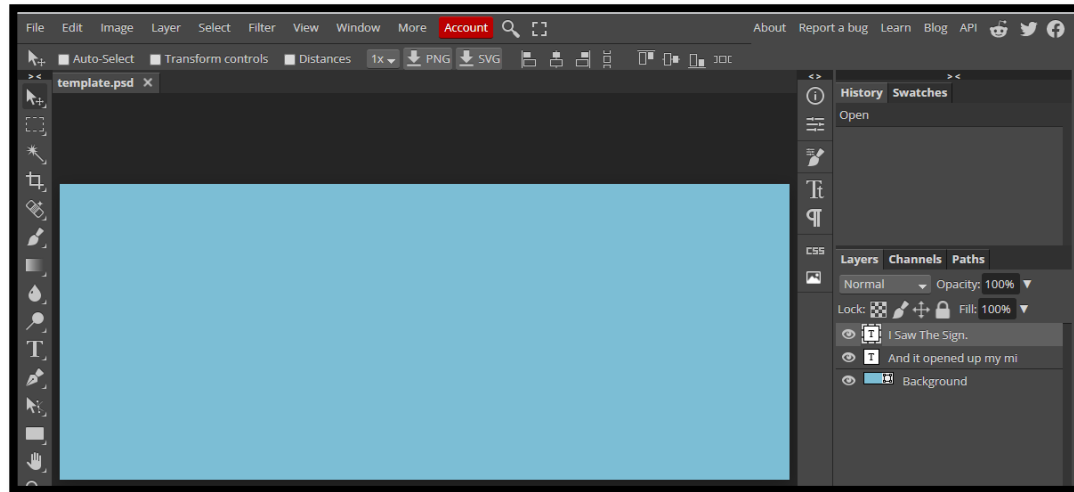 File Edit Image Layer Select Filter View Window More Account About Report a bug Learn Blog API
Auto-Select Transform controls Distances 1x PNG SVG
> < < > > <
template.psd X
History Swatches
Open
Tt
¶
CSS
Layers Channels Paths
Normal Opacity: 100%
Lock: Fill: 100%
T I Saw The Sign.
T And it opened up my mi
Background
T